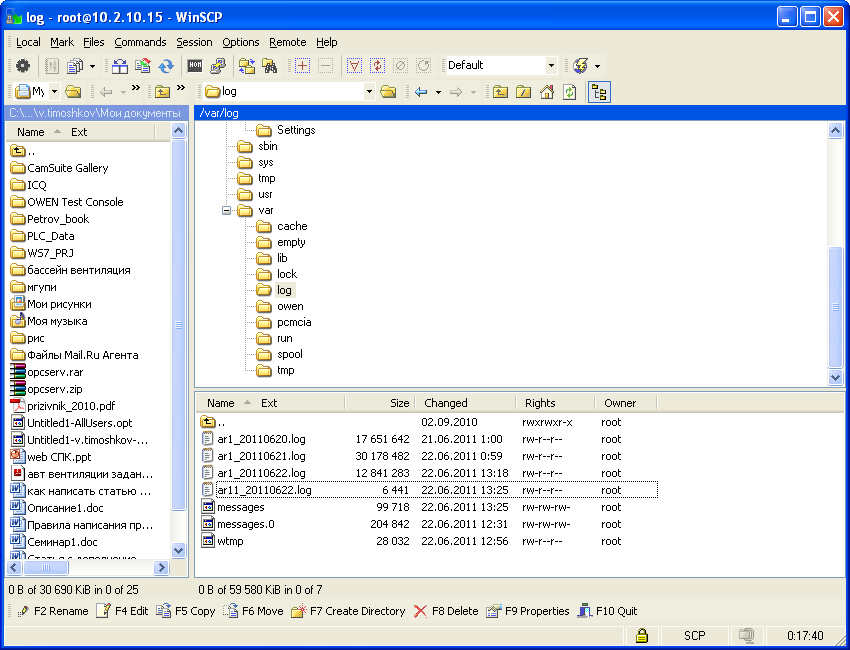 log - root@10.2.10.15 - WinSCP
Local Mark Files Commands Session Options Remote Help
Default
My
log
C:\...\v.timoshkov\Мои документы
Name Ext
..
CamSuite Gallery
ICQ
OWEN Test Console
Petrov_book
PLC_Data
WS7_PRJ
бассейн вентиляция
мгупи
Мои рисунки
Моя музыка
рис
Файлы Mail.Ru Агента
opcserv.rar
opcserv.zip
prizivnik_2010.pdf
Untitled1-AllUsers.opt
Untitled1-v.timoshkov-...
web СПК.ppt
авт вентиляции задан...
как написать статью ...
Описание1.doc
Правила написания пр...
Семинар1.doc
/var/log
Settings
sbin
sys
tmp
usr
var
cache
empty
lib
lock
log
owen
pcmcia
run
spool
tmp
Name Ext Size Changed Rights Owner
.. 02.09.2010 rwxrwxr-x root
ar1_20110620.log 17 651 642 21.06.2011 1:00 rw-r--r-- root
ar1_20110621.log 30 178 482 22.06.2011 0:59 rw-r--r-- root
ar1_20110622.log 12 841 283 22.06.2011 13:18 rw-r--r-- root
ar11_20110622.log 6 441 22.06.2011 13:25 rw-r--r-- root
messages 99 718 22.06.2011 13:25 rw-rw-rw- root
messages.0 204 842 22.06.2011 12:31 rw-rw-rw- root
wtmp 28 032 22.06.2011 12:56 rw-r--r-- root
0 B of 30 690 KiB in 0 of 25
0 B of 59 580 KiB in 0 of 7
F2 Rename F4 Edit F5 Copy F6 Move F7 Create Directory F8 Delete F9 Properties F10 Quit
SCP 0:17:40